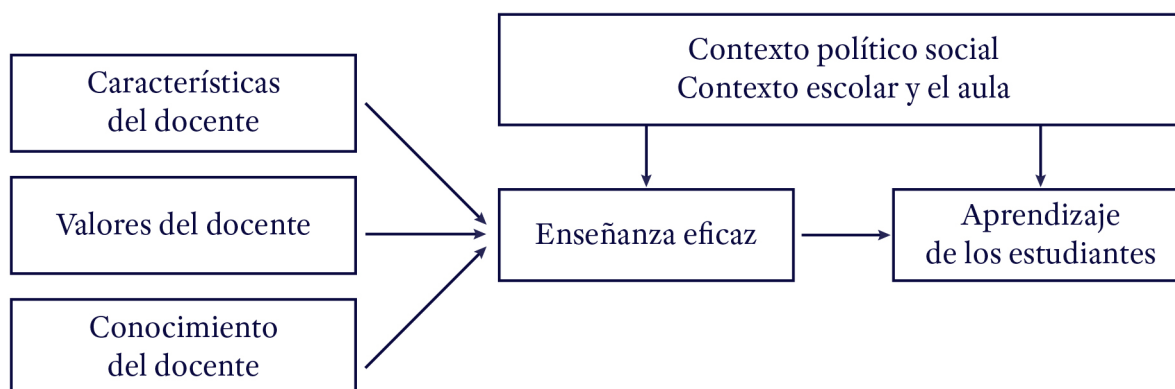 Contexto político social
Contexto escolar y el aula
Características
del docente
Valores del docente
Conocimiento
del docente
Enseñanza eficaz
Aprendizaje
de los estudiantes